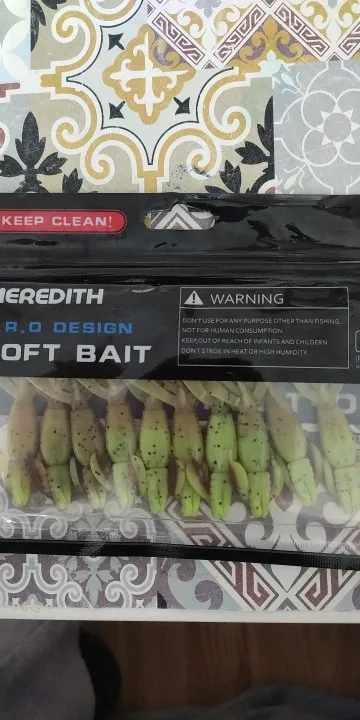 KEEP CLEAN!
MEREDITH
.R.O DESIGN
OFT BAIT
WARNING
DON'T USE FOR ANY PURPOSE OTHER THAN FISHING.
NOT FOR HUMAN CONSUMPTION
KEEP,OUT OF REACH OF INFANTS AND CHILDERN
DON'T STROE IN HEAT OR HIGH HUMIDITY